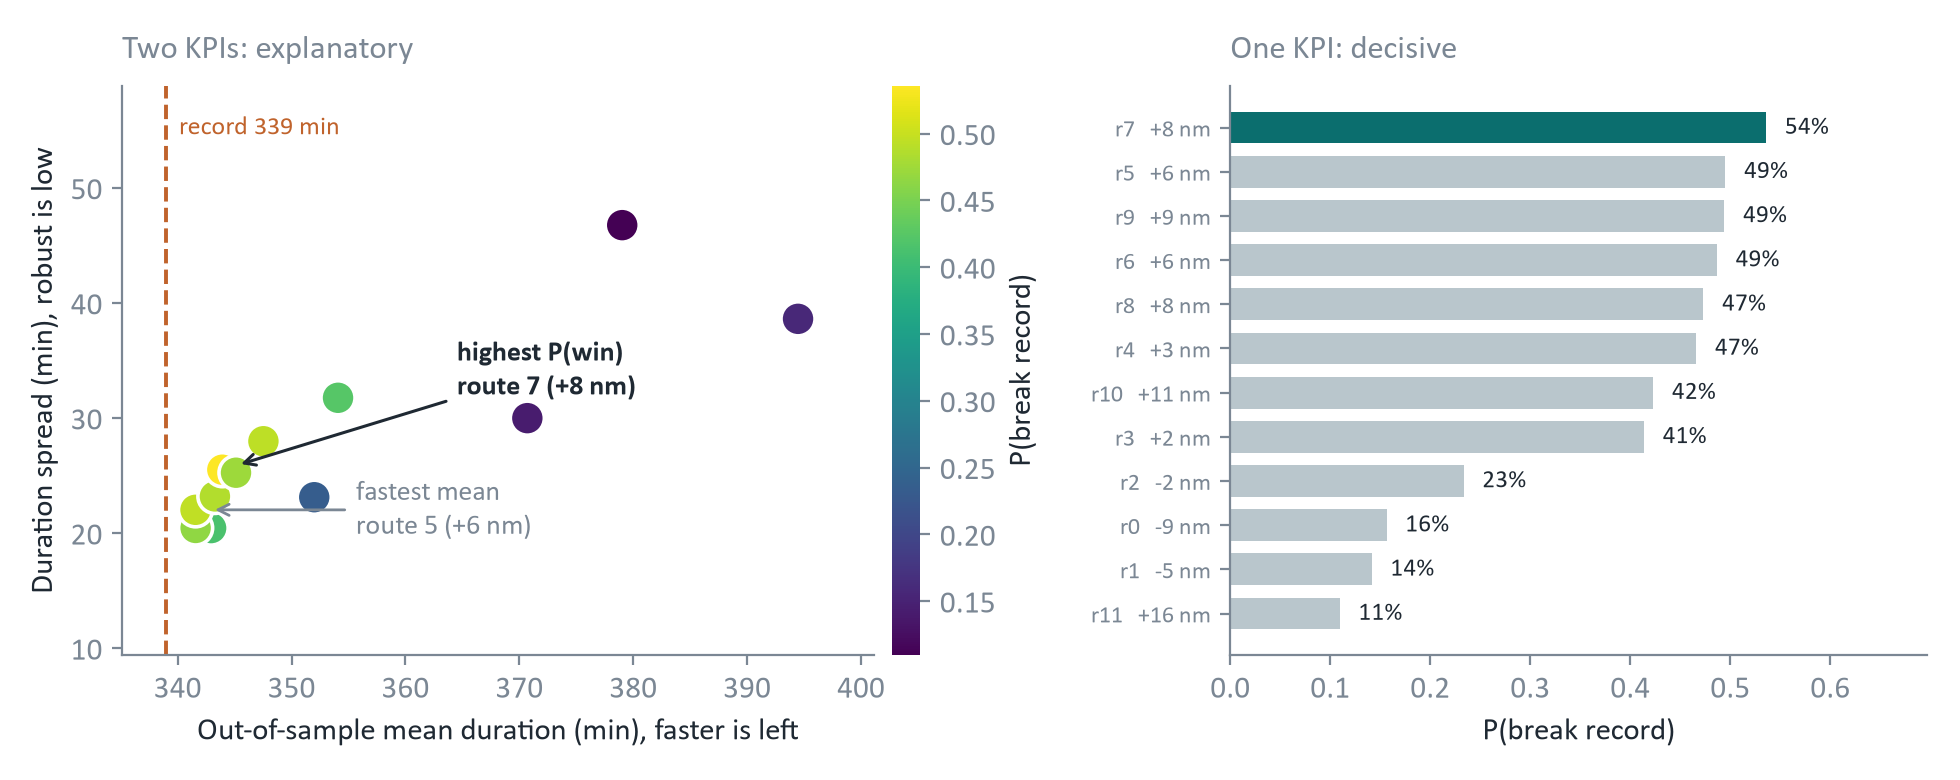 Two KPIs: explanatory
record 339 min
highest P(win)
route 7 (+8 nm)
fastest mean
route 5 (+6 nm)
50
40
30
20
10
Duration spread (min), robust is low
340 350 360 370 380 390 400
Out-of-sample mean duration (min), faster is left
0.50
0.45
0.40
0.35
0.30
0.25
0.20
0.15
P(break record)
One KPI: decisive
r7 +8 nm 54%
r5 +6 nm 49%
r9 +9 nm 49%
r6 +6 nm 49%
r8 +8 nm 47%
r4 +3 nm 47%
r10 +11 nm 42%
r3 +2 nm 41%
r2 -2 nm 23%
r0 -9 nm 16%
r1 -5 nm 14%
r11 +16 nm 11%
0.0 0.1 0.2 0.3 0.4 0.5 0.6
P(break record)